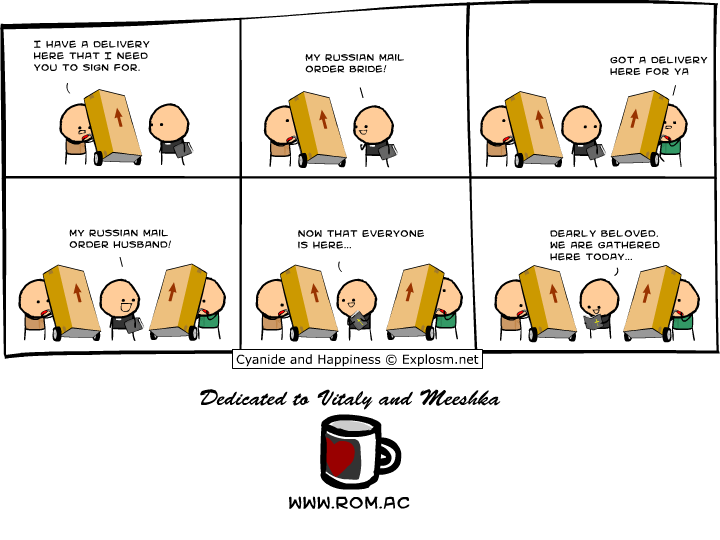 I HAVE A DELIVERY
HERE THAT I NEED
YOU TO SIGN FOR.
MY RUSSIAN MAIL
ORDER BRIDE!
GOT A DELIVERY
HERE FOR YA
MY RUSSIAN MAIL
ORDER HUSBAND!
NOW THAT EVERYONE
IS HERE...
DEARLY BELOVED.
WE ARE GATHERED
HERE TODAY...
Cyanide and Happiness © Explosm.net
Dedicated to Vitaly and Meeshka
WWW.ROM.AC